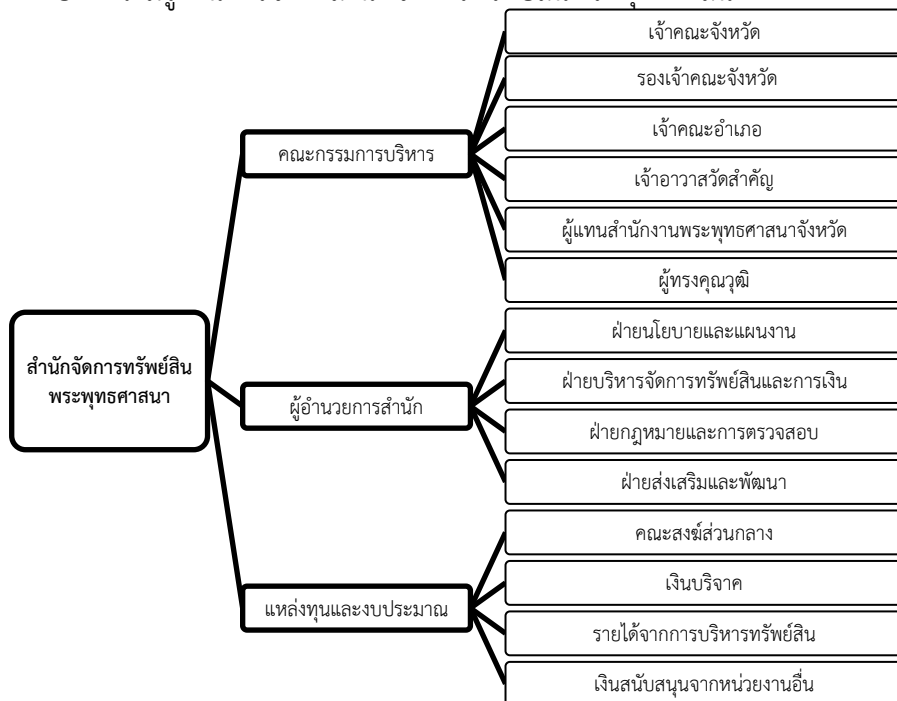 เจ้าคณะจังหวัด
รองเจ้าคณะจังหวัด
เจ้าคณะอำเภอ
เจ้าอาวาสวัดสำคัญ
ผู้แทนสำนักงานพระพุทธศาสนาจังหวัด
ผู้ทรงคุณวุฒิ
คณะกรรมการบริหาร
สำนักจัดการทรัพย์สิน
พระพุทธศาสนา
ผู้อำนวยการสำนัก
ฝ่ายนโยบายและแผนงาน
ฝ่ายบริหารจัดการทรัพย์สินและการเงิน
ฝ่ายกฎหมายและการตรวจสอบ
ฝ่ายส่งเสริมและพัฒนา
แหล่งทุนและงบประมาณ
คณะสงฆ์ส่วนกลาง
เงินบริจาค
รายได้จากการบริหารทรัพย์สิน
เงินสนับสนุนจากหน่วยงานอื่น